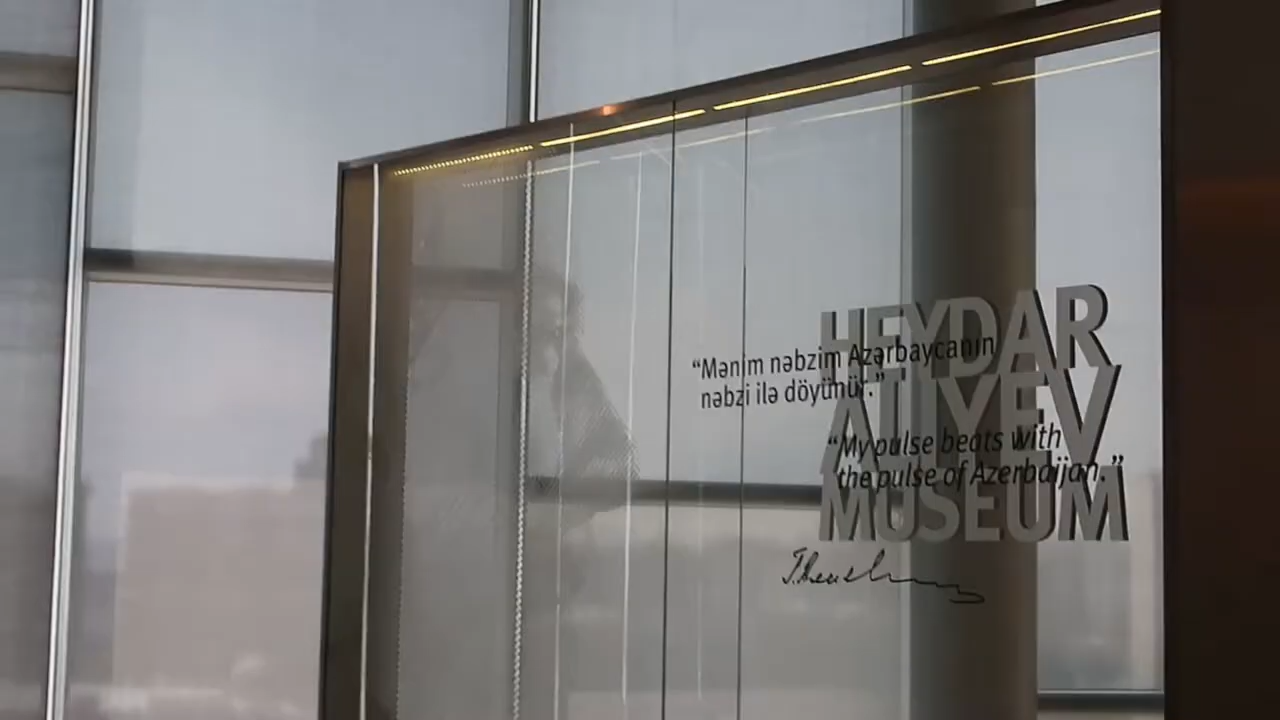 HEYDAR
ALIYEV
MUSEUM
“Mənim nəbzim Azərbaycanın
nəbzi ilə döyünür.”
“My pulse beats with
the pulse of Azerbaijan.”